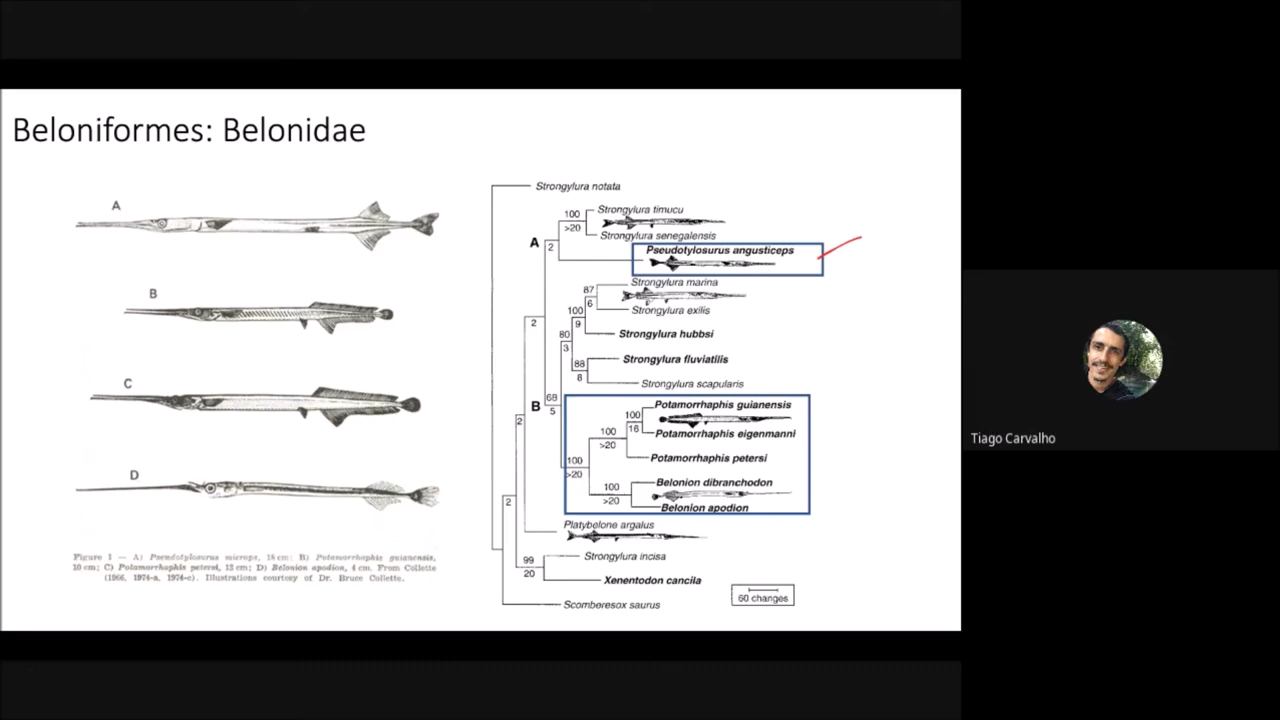 Beloniformes: Belonidae
A
B
C
D
Figure 1 — A) Pseudotylosurus microps, 18 cm; B) Potamorrhaphis guianensis,
10 cm; C) Potamorrhaphis petersi, 13 cm; D) Belonion apodion, 4 cm. From Collette
(1966, 1974-a, 1974-c). Illustrations courtesy of Dr. Bruce Collette.
Strongylura notata
100
>20
Strongylura timucu
Strongylura senegalensis
A
2
Pseudotylosurus angusticeps
Strongylura marina
87
6
Strongylura exilis
100
9
Strongylura hubbsi
80
3
2
Strongylura fluviatilis
88
8
Strongylura scapularis
68
5
B
Potamorrhaphis guianensis
100
16
Potamorrhaphis eigenmanni
100
>20
Potamorrhaphis petersi
100
>20
Belonion dibranchodon
100
>20
Belonion apodion
2
Platybelone argalus
2
Strongylura incisa
99
20
Xenentodon cancila
60 changes
Scomberesox saurus
Tiago Carvalho